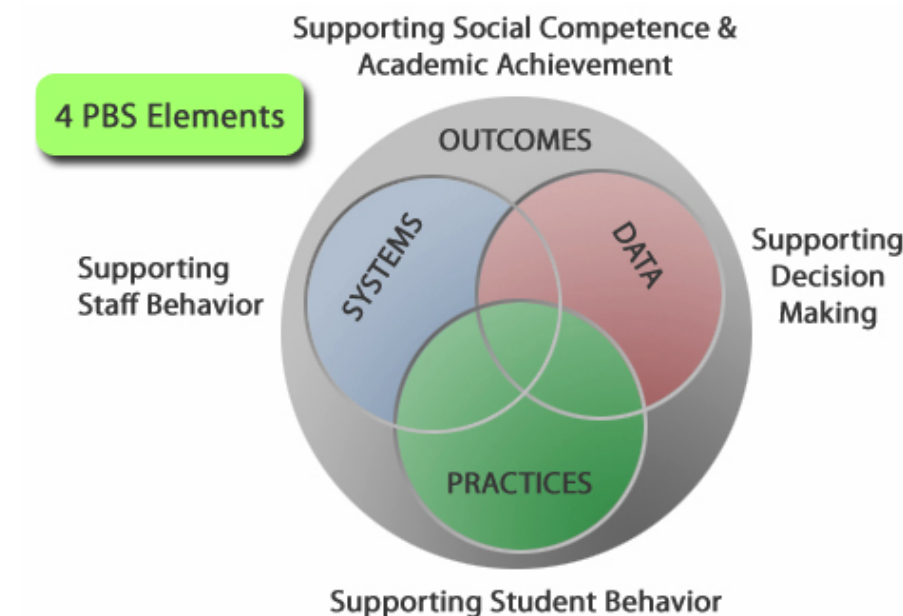 Supporting Social Competence &
Academic Achievement
4 PBS Elements
OUTCOMES
SYSTEMS
DATA
Supporting
Staff Behavior
Supporting
Decision
Making
PRACTICES
Supporting Student Behavior